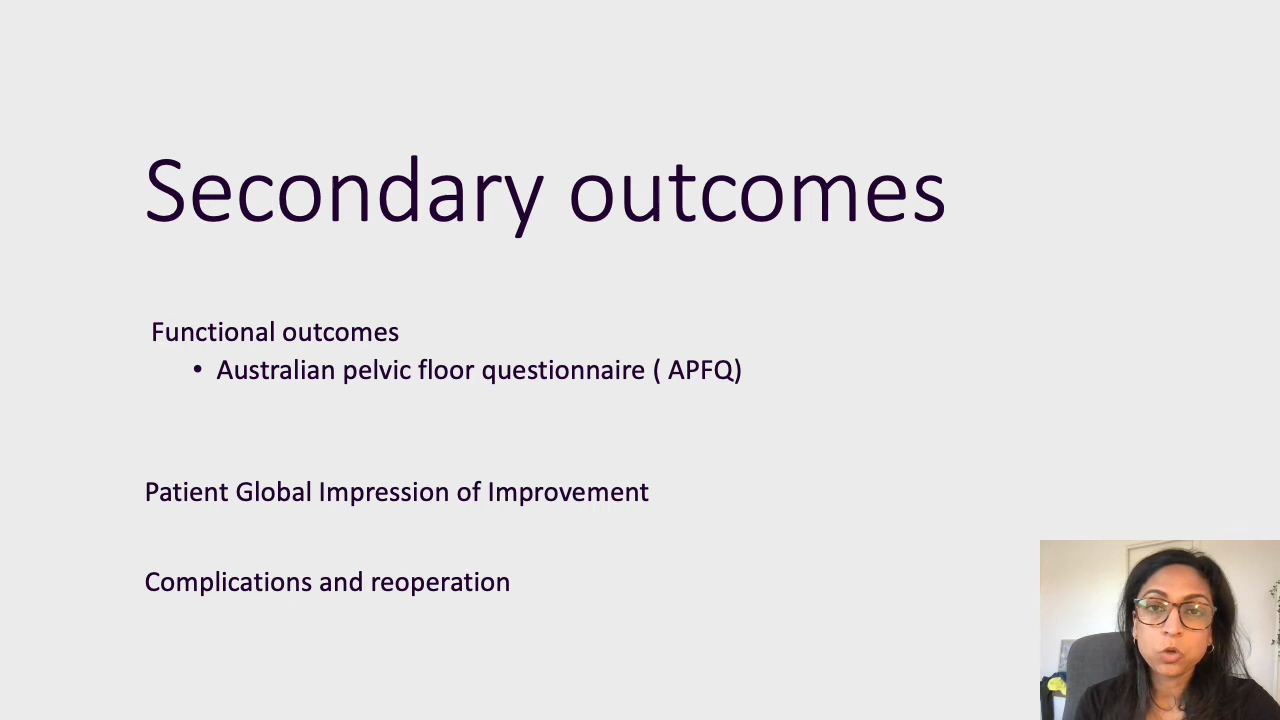 Secondary outcomes
Functional outcomes
• Australian pelvic floor questionnaire ( APFQ)
Patient Global Impression of Improvement
Complications and reoperation